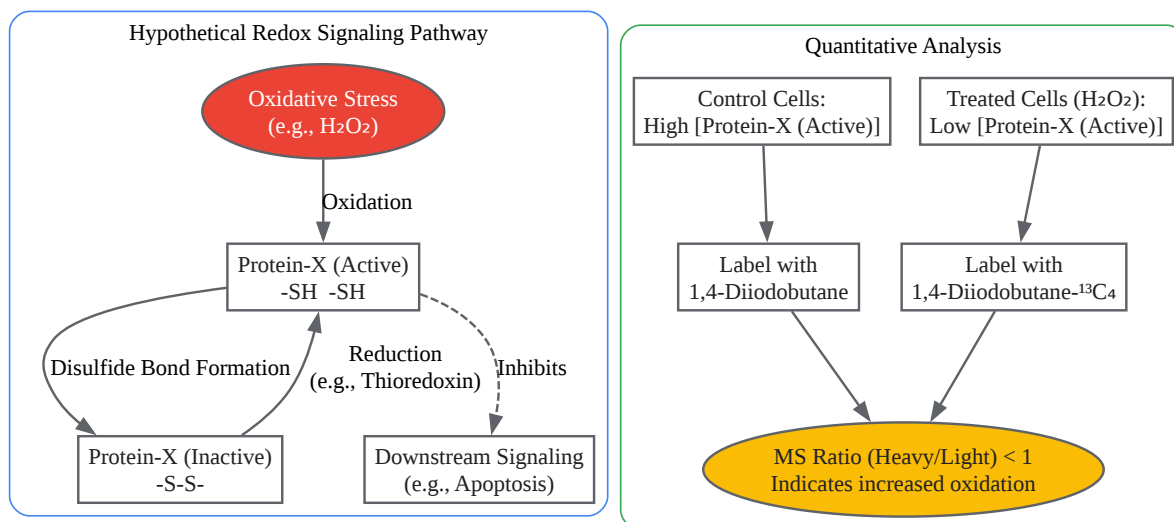 Hypothetical Redox Signaling Pathway
Oxidative Stress
(e.g., H₂O₂)
Oxidation
Protein-X (Active)
-SH -SH
Disulfide Bond Formation
Reduction
(e.g., Thioredoxin)
Inhibits
Protein-X (Inactive)
-S-S-
Downstream Signaling
(e.g., Apoptosis)
Quantitative Analysis
Control Cells:
High [Protein-X (Active)]
Treated Cells (H₂O₂):
Low [Protein-X (Active)]
Label with
1,4-Diiodobutane
Label with
1,4-Diiodobutane-¹³C₄
MS Ratio (Heavy/Light) < 1
Indicates increased oxidation